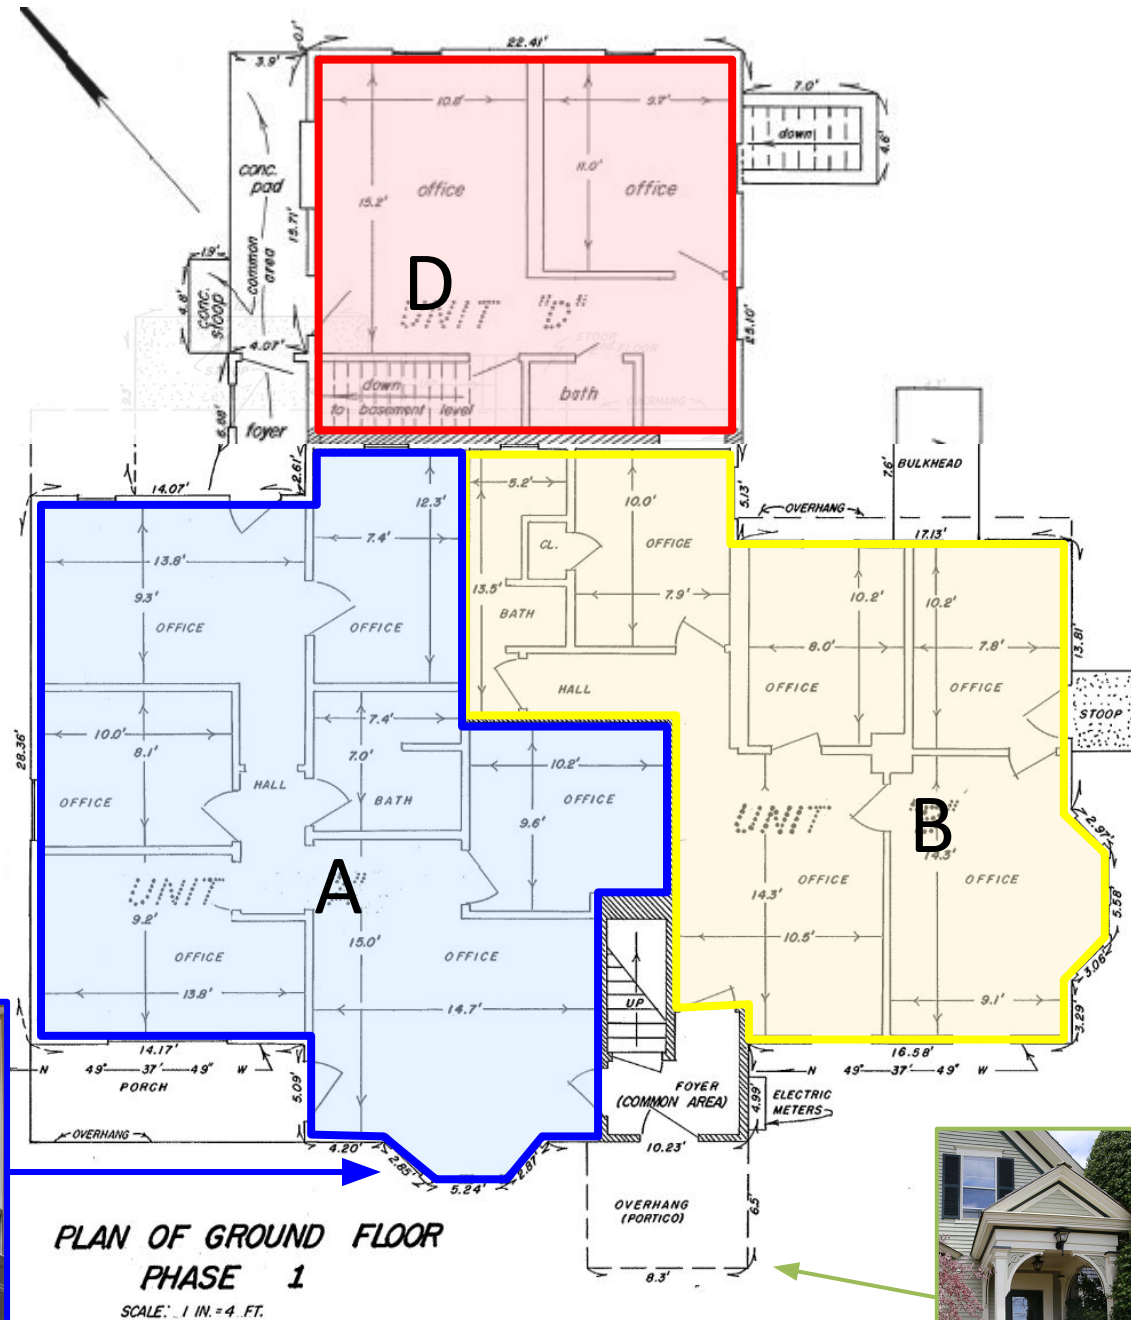 22.41'
0.1'
3.9'
7.0'
10.8'
9.7'
down
4.6'
conc.
pad
11.0'
office
office
15.2'
15.71'
common
area
1.9'
D
4.8'
conc.
stoop
UNIT "D"
25.10'
4.07'
STOOP
down
to basement level
bath
OVERHANG
6.88'
foyer
2.61'
7.6'
BULKHEAD
14.07'
5.2'
10.0'
5.13'
OVERHANG
12.3'
17.13'
7.4'
CL.
OFFICE
13.8'
9.3'
13.5'
7.9'
10.2'
10.2'
OFFICE
OFFICE
BATH
8.0'
7.8'
13.81'
HALL
OFFICE
OFFICE
STOOP
7.4'
10.0'
8.1'
7.0'
10.2'
28.36'
HALL
OFFICE
BATH
OFFICE
9.6'
UNIT
B
2.97'
14.3'
UNIT A"
A
OFFICE
OFFICE
14.3'
5.58'
9.2'
15.0'
10.5'
OFFICE
OFFICE
3.06'
13.8'
14.7'
UP
9.1'
3.29'
14.17'
16.58'
N 49° 37' 49" W
N 49° 37' 49" W
PORCH
5.09'
FOYER
(COMMON AREA)
4.99'
ELECTRIC
METERS
OVERHANG
4.20'
10.23'
2.85'
5.24'
2.87'
OVERHANG
(PORTICO)
6.5'
PLAN OF GROUND FLOOR
PHASE 1
8.3'
SCALE: 1 IN. = 4 FT.